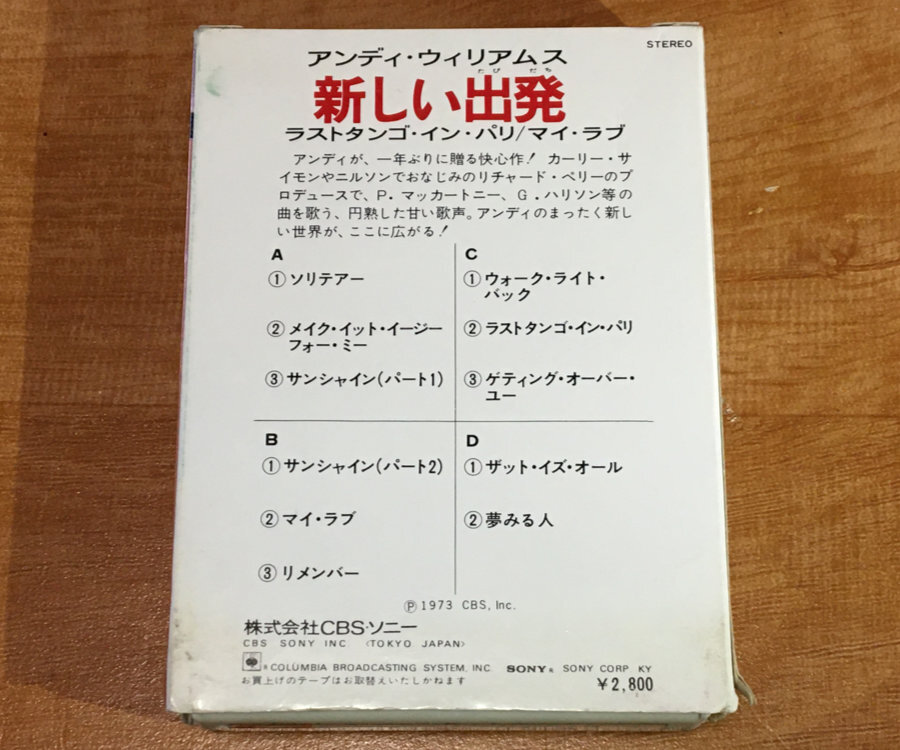 STEREO
アンディ・ウィリアムス
たび だち
新しい出発
ラストタンゴ・イン・パリ/マイ・ラブ
アンディが、一年ぶりに贈る快心作! カーリー・サ
イモンやニルソンでおなじみのリチャード・ペリーのプ
ロデュースで、P. マッカートニー、G. ハリソン等の
曲を歌う、円熟した甘い歌声。アンディのまったく新し
い世界が、ここに広がる!
A
①ソリテアー
②メイク・イット・イージー
フォー・ミー
③サンシャイン(パート1)
B
①サンシャイン(パート2)
②マイ・ラブ
③リメンバー
C
①ウォーク・ライト・
バック
②ラストタンゴ・イン・パリ
③ゲティング・オーバー・
ユー
D
①ザット・イズ・オール
②夢みる人
Ⓟ1973 CBS, Inc.
株式会社CBS・ソニー
CBS SONY INC 〈TOKYO JAPAN〉
® COLUMBIA BROADCASTING SYSTEM, INC. SONY® SONY CORP KY
お買上げのテープはお取替えいたしかねます
¥2,800